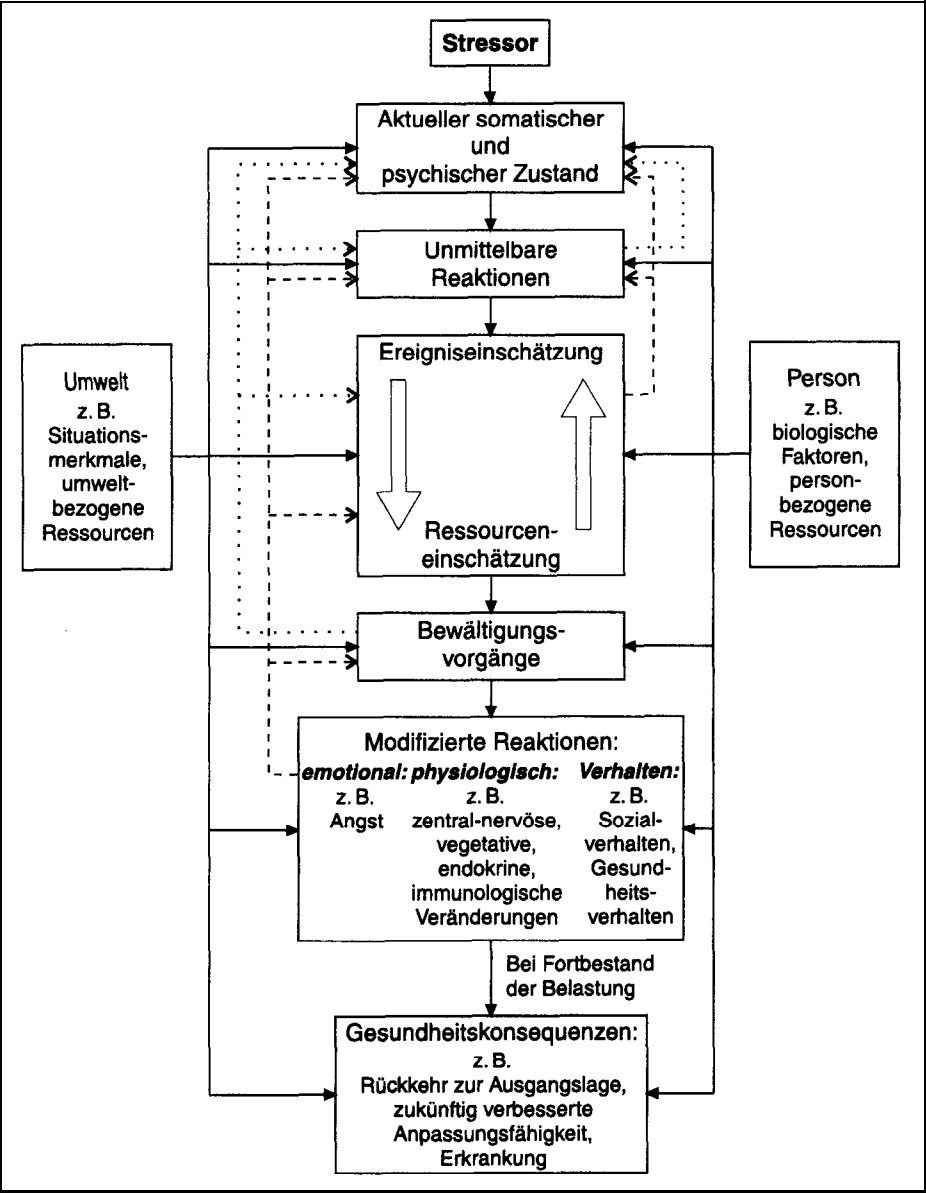 Stressor
Aktueller somatischer
und
psychischer Zustand
Unmittelbare
Reaktionen
Ereigniseinschätzung
Ressourcen-
einschätzung
Umwelt
z. B.
Situations-
merkmale,
umwelt-
bezogene
Ressourcen
Person
z. B.
biologische
Faktoren,
person-
bezogene
Ressourcen
Bewältigungs-
vorgänge
Modifizierte Reaktionen:
emotional: physiologisch: Verhalten:
z. B.
Angst
z. B.
zentral-nervöse,
vegetative,
endokrine,
immunologische
Veränderungen
z. B.
Sozial-
verhalten,
Gesund-
heits-
verhalten
Bei Fortbestand
der Belastung
Gesundheitskonsequenzen:
z. B.
Rückkehr zur Ausgangslage,
zukünftig verbesserte
Anpassungsfähigkeit,
Erkrankung